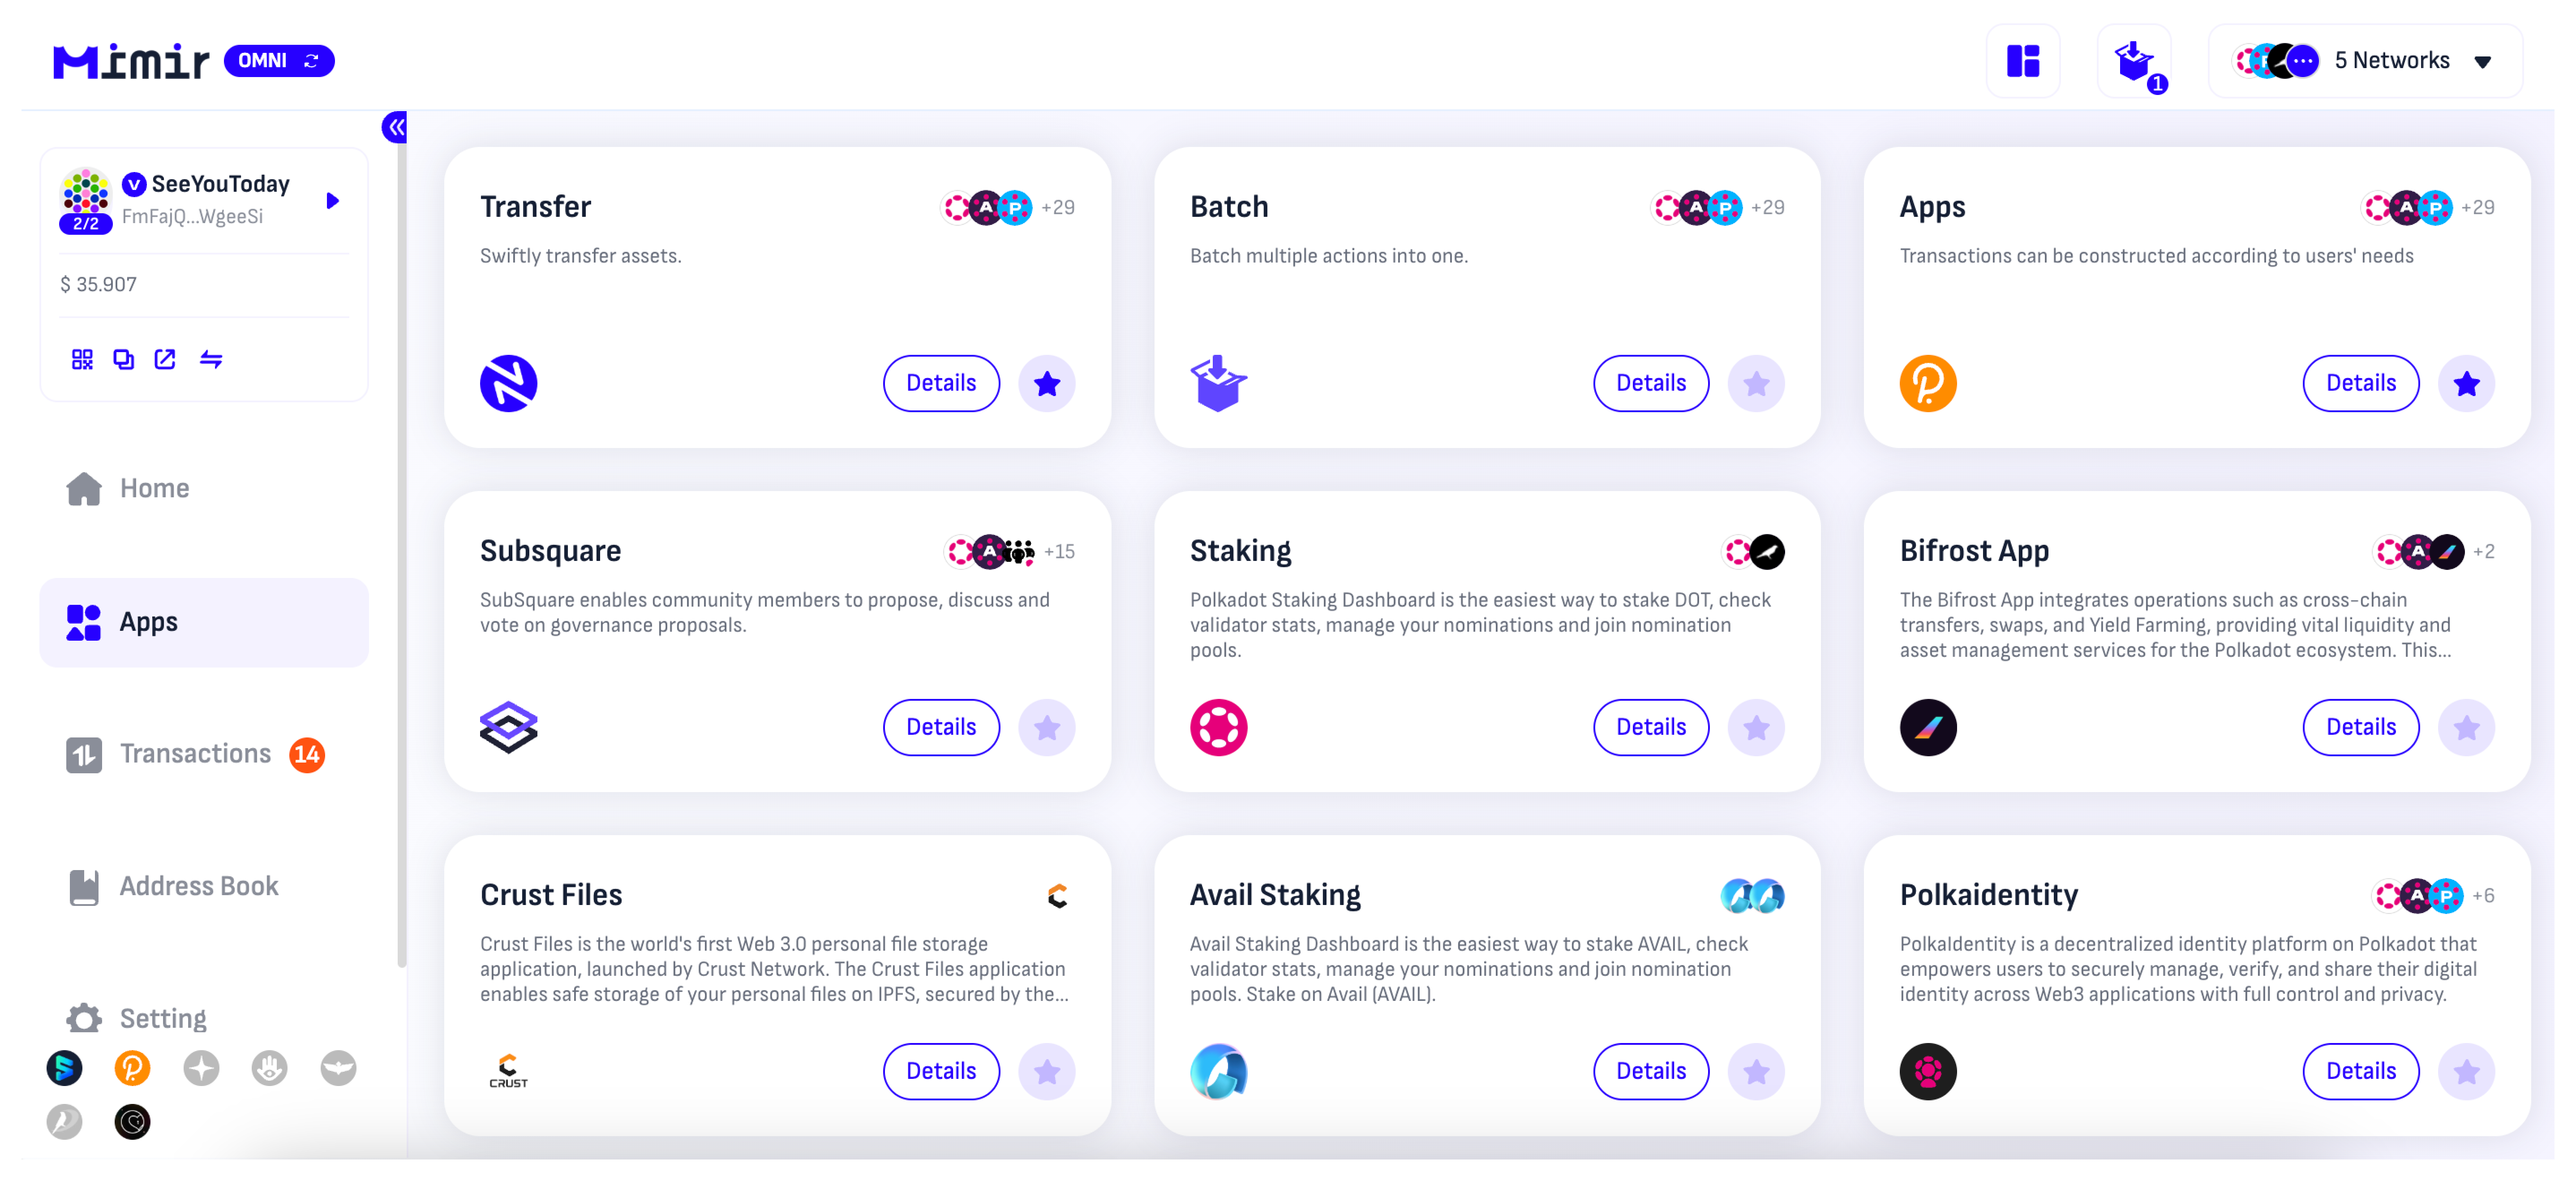 Mimir OMNI
1
5 Networks
V SeeYouToday
FmFajQ...WgeeSi
2/2
$ 35.907
Home
Apps
Transactions 14
Address Book
Setting
Transfer
A P +29
Swiftly transfer assets.
Details
Batch
A P +29
Batch multiple actions into one.
Details
Apps
A P +29
Transactions can be constructed according to users' needs
Details
Subsquare
A +15
SubSquare enables community members to propose, discuss and
vote on governance proposals.
Details
Staking
Polkadot Staking Dashboard is the easiest way to stake DOT, check
validator stats, manage your nominations and join nomination
pools.
Details
Bifrost App
A +2
The Bifrost App integrates operations such as cross-chain
transfers, swaps, and Yield Farming, providing vital liquidity and
asset management services for the Polkadot ecosystem. This...
Details
Crust Files
Crust Files is the world's first Web 3.0 personal file storage
application, launched by Crust Network. The Crust Files application
enables safe storage of your personal files on IPFS, secured by the...
CRUST
Details
Avail Staking
Avail Staking Dashboard is the easiest way to stake AVAIL, check
validator stats, manage your nominations and join nomination
pools. Stake on Avail (AVAIL).
Details
Polkaidentity
A P +6
PolkaIdentity is a decentralized identity platform on Polkadot that
empowers users to securely manage, verify, and share their digital
identity across Web3 applications with full control and privacy.
Details